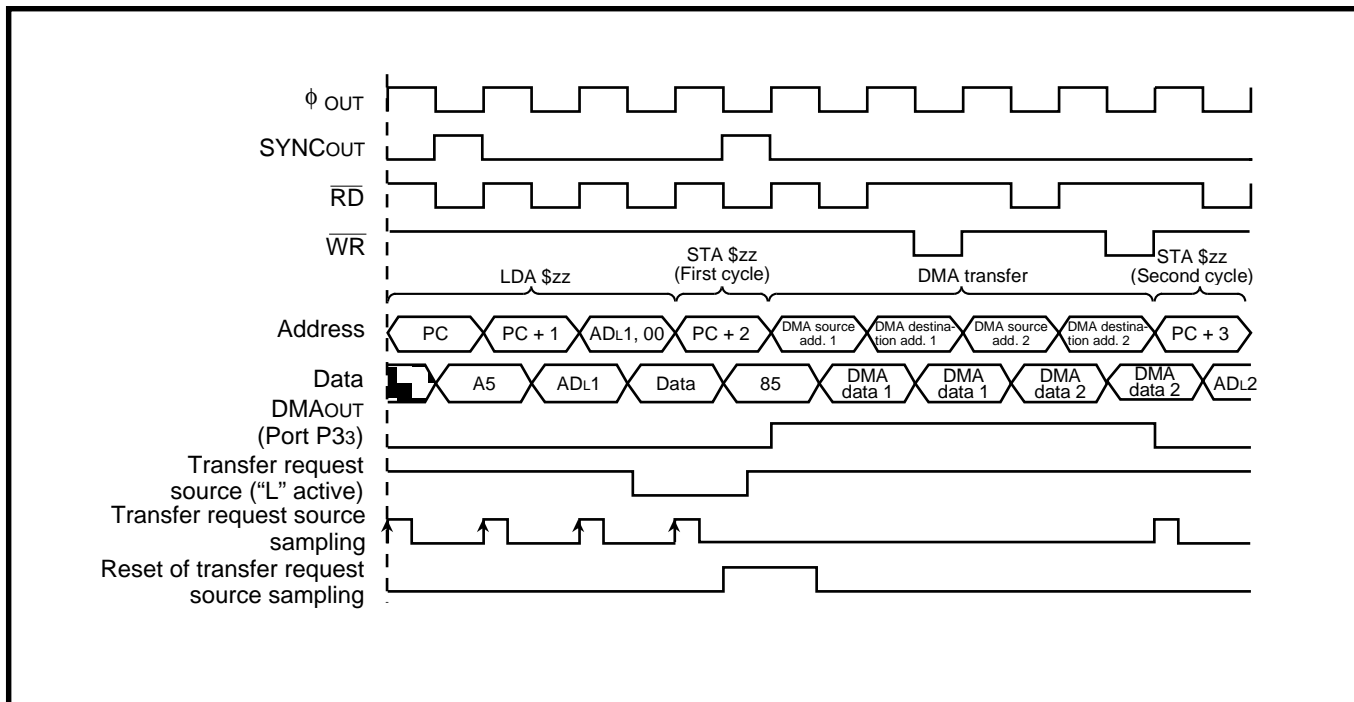 φ OUT
SYNCOUT
RD
WR
LDA $zz
STA $zz
(First cycle)
DMA transfer
STA $zz
(Second cycle)
Address
PC
PC + 1
ADL1, 00
PC + 2
DMA source
add. 1
DMA destina-
tion add. 1
DMA source
add. 2
DMA destina-
tion add. 2
PC + 3
Data
A5
ADL1
Data
85
DMA
data 1
DMA
data 1
DMA
data 2
DMA
data 2
ADL2
DMAOUT
(Port P33)
Transfer request
source (“L” active)
Transfer request source
sampling
Reset of transfer request
source sampling